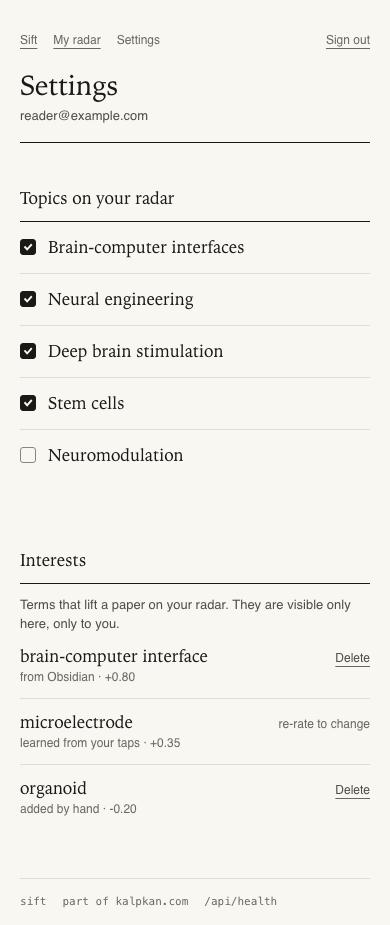 Sift My radar Settings Sign out
Settings
reader@example.com
Topics on your radar
Brain-computer interfaces
Neural engineering
Deep brain stimulation
Stem cells
Neuromodulation
Interests
Terms that lift a paper on your radar. They are visible only
here, only to you.
brain-computer interface Delete
from Obsidian · +0.80
microelectrode re-rate to change
learned from your taps · +0.35
organoid Delete
added by hand · -0.20
sift part of kalpkan.com /api/health